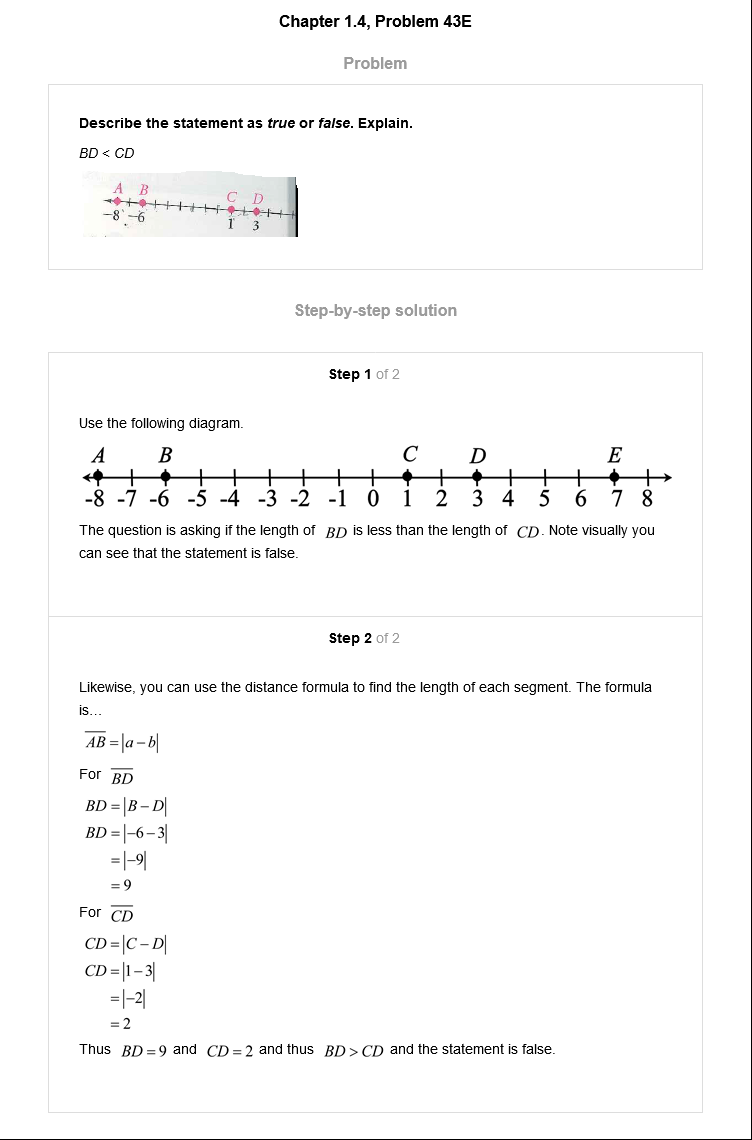 Chapter 1.4, Problem 43E
Problem
Describe the statement as true or false. Explain.
BD < CD
A B C D
-8 -6 1 3
Step-by-step solution
Step 1 of 2
Use the following diagram.
A B C D E
-8 -7 -6 -5 -4 -3 -2 -1 0 1 2 3 4 5 6 7 8
The question is asking if the length of BD is less than the length of CD. Note visually you
can see that the statement is false.
Step 2 of 2
Likewise, you can use the distance formula to find the length of each segment. The formula
is...
A̅B̅ = |a − b|
For B̅D̅
BD = |B − D|
BD = |−6 − 3|
= |−9|
= 9
For C̅D̅
CD = |C − D|
CD = |1 − 3|
= |−2|
= 2
Thus BD = 9 and CD = 2 and thus BD > CD and the statement is false.